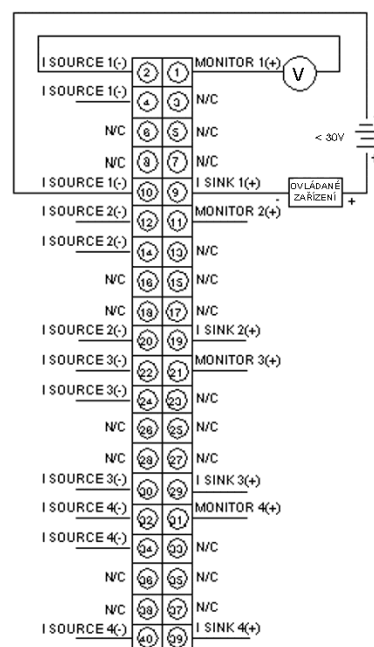 I SOURCE 1(-) 2 1 MONITOR 1(+) V
I SOURCE 1(-) 4 3 N/C
N/C 6 5 N/C
< 30V
N/C 8 7 N/C
I SOURCE 1(-) 10 9 I SINK 1(+)
- OVLÁDANÉ ZAŘÍZENÍ +
I SOURCE 2(-) 12 11 MONITOR 2(+)
I SOURCE 2(-) 14 13 N/C
N/C 16 15 N/C
N/C 18 17 N/C
I SOURCE 2(-) 20 19 I SINK 2(+)
I SOURCE 3(-) 22 21 MONITOR 3(+)
I SOURCE 3(-) 24 23 N/C
N/C 26 25 N/C
N/C 28 27 N/C
I SOURCE 3(-) 30 29 I SINK 3(+)
I SOURCE 4(-) 32 31 MONITOR 4(+)
I SOURCE 4(-) 34 33 N/C
N/C 36 35 N/C
N/C 38 37 N/C
I SOURCE 4(-) 40 39 I SINK 4(+)